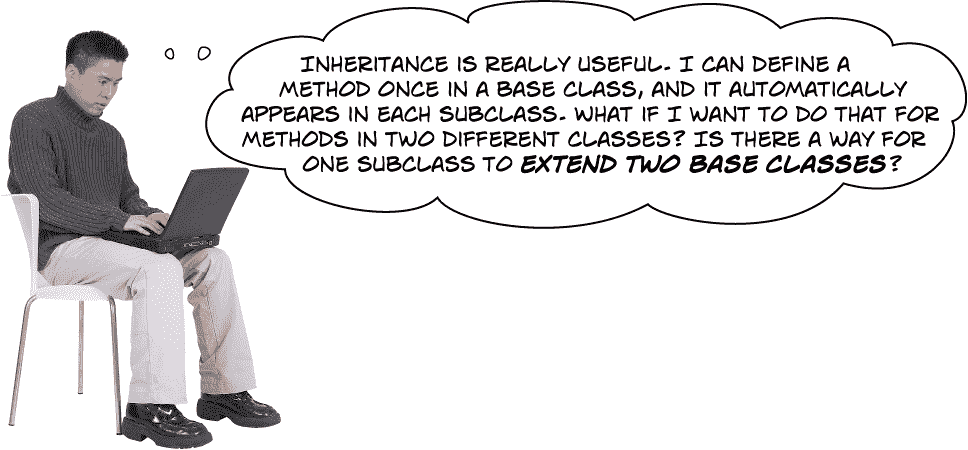 INHERITANCE IS REALLY USEFUL. I CAN DEFINE A
METHOD ONCE IN A BASE CLASS, AND IT AUTOMATICALLY
APPEARS IN EACH SUBCLASS. WHAT IF I WANT TO DO THAT FOR
METHODS IN TWO DIFFERENT CLASSES? IS THERE A WAY FOR
ONE SUBCLASS TO EXTEND TWO BASE CLASSES?